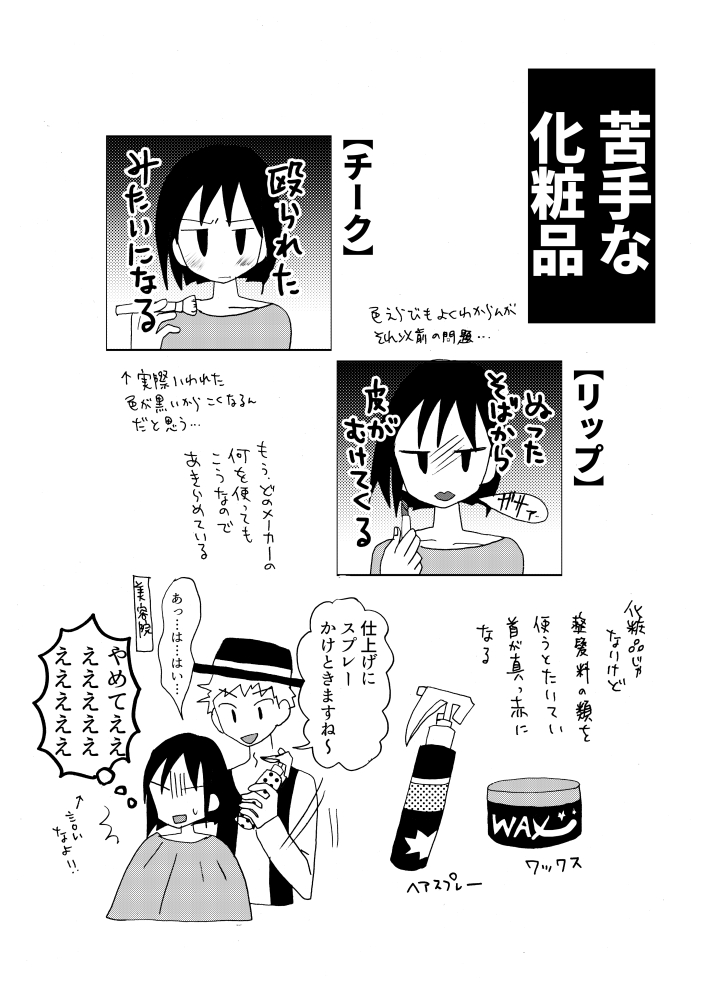 苦手な
化粧品
【チーク】
殴られた
みたいになる
色えらびもよくわからんが
それ以前の問題…
↑実際いわれた
色が黒いからこくなるん
だと思う…
【リップ】
ぬった
そばから
皮が
むけてくる
ガサァ
もう、どのメーカーの
何を使っても
こうなので
あきらめている
化粧品じゃ
ないけど
整髪料の類を
使うとたいてい
首が真っ赤に
なる
ヘアスプレー
WAX
ワックス
美容院
仕上げに
スプレー
かけときますね～
あっ…は…はい…
やめてええ
ええええええ
ええええええ
↑言い
なよ!!